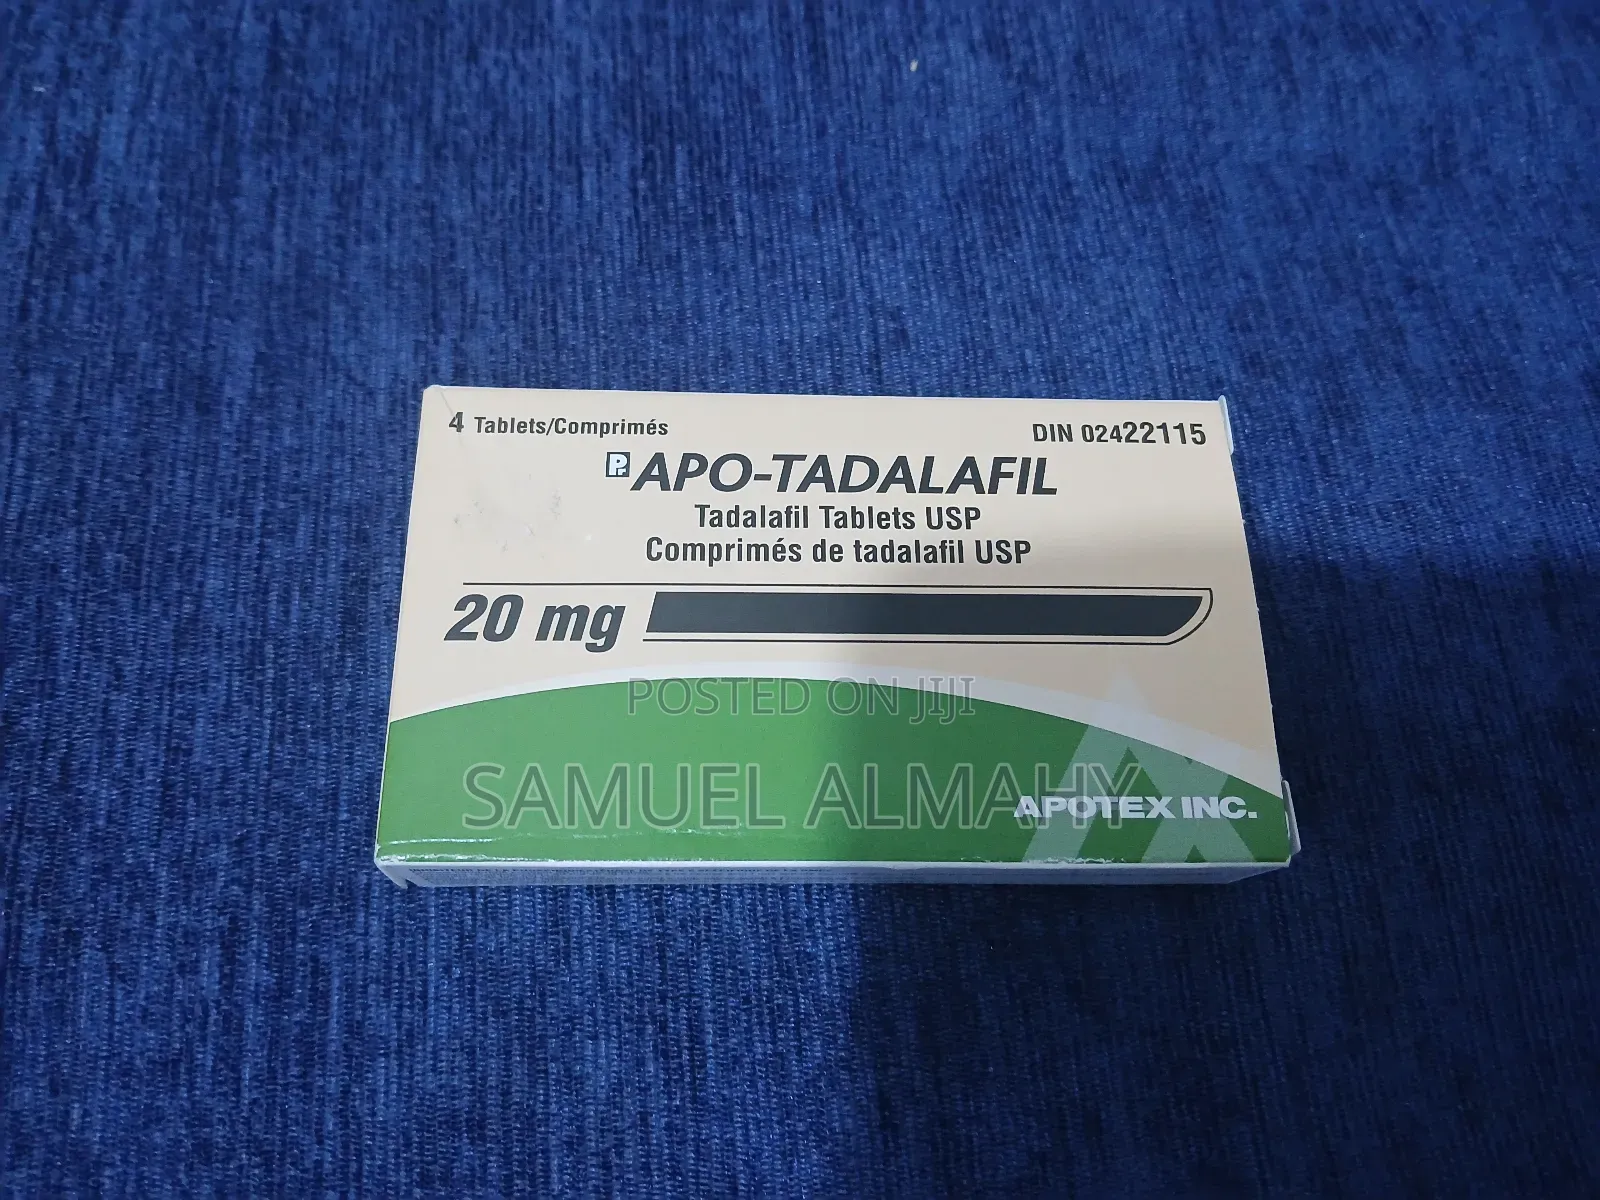 4 Tablets/Comprimés
DIN 02422115
Pr APO-TADALAFIL
Tadalafil Tablets USP
Comprimés de tadalafil USP
20 mg
POSTED ON JIJI
SAMUEL ALMAHY
APOTEX INC.